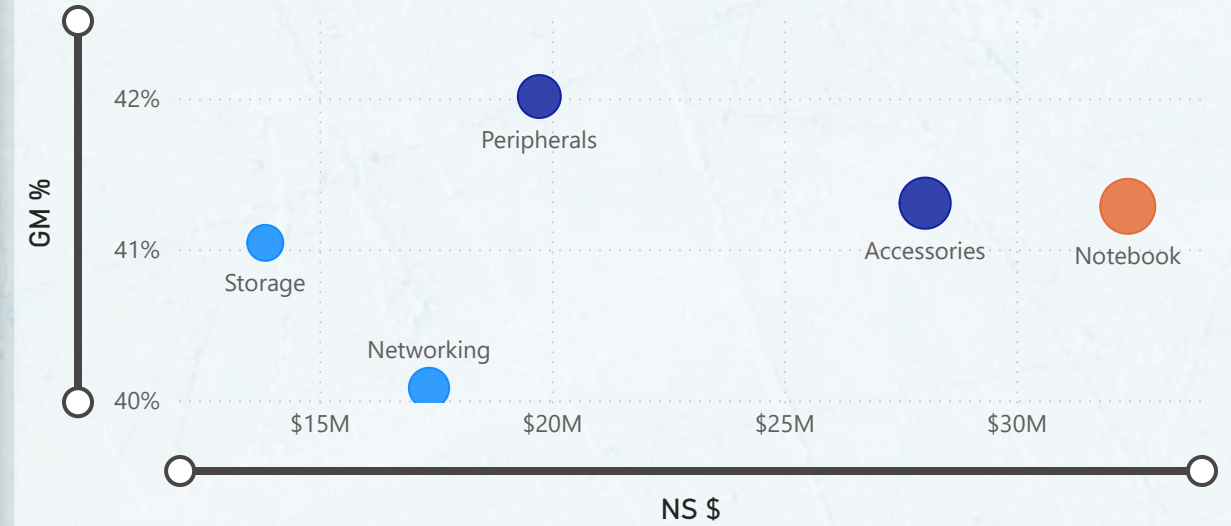 42%
Peripherals
GM %
41%
Accessories
Notebook
Storage
Networking
40%
$15M
$20M
$25M
$30M
NS $